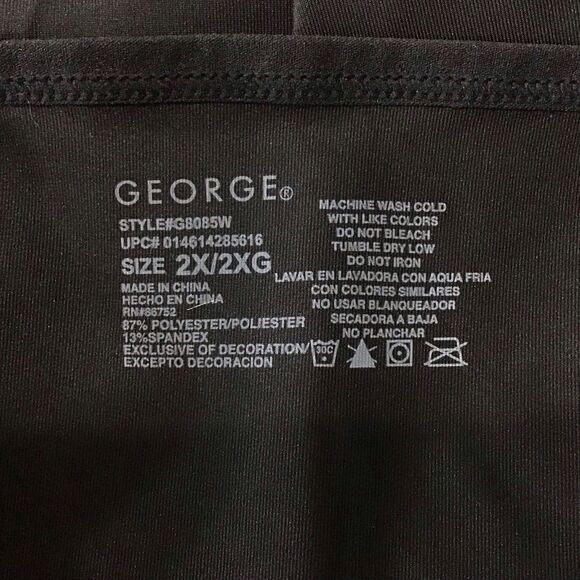 GEORGE®
STYLE#G8085W
UPC# 014614285616
SIZE 2X/2XG
MADE IN CHINA
HECHO EN CHINA
RN#86752
87% POLYESTER/POLIESTER
13%SPANDEX
EXCLUSIVE OF DECORATION/
EXCEPTO DECORACION
MACHINE WASH COLD
WITH LIKE COLORS
DO NOT BLEACH
TUMBLE DRY LOW
DO NOT IRON
LAVAR EN LAVADORA CON AQUA FRIA
CON COLORES SIMILARES
NO USAR BLANQUEADOR
SECADORA A BAJA
NO PLANCHAR
30C